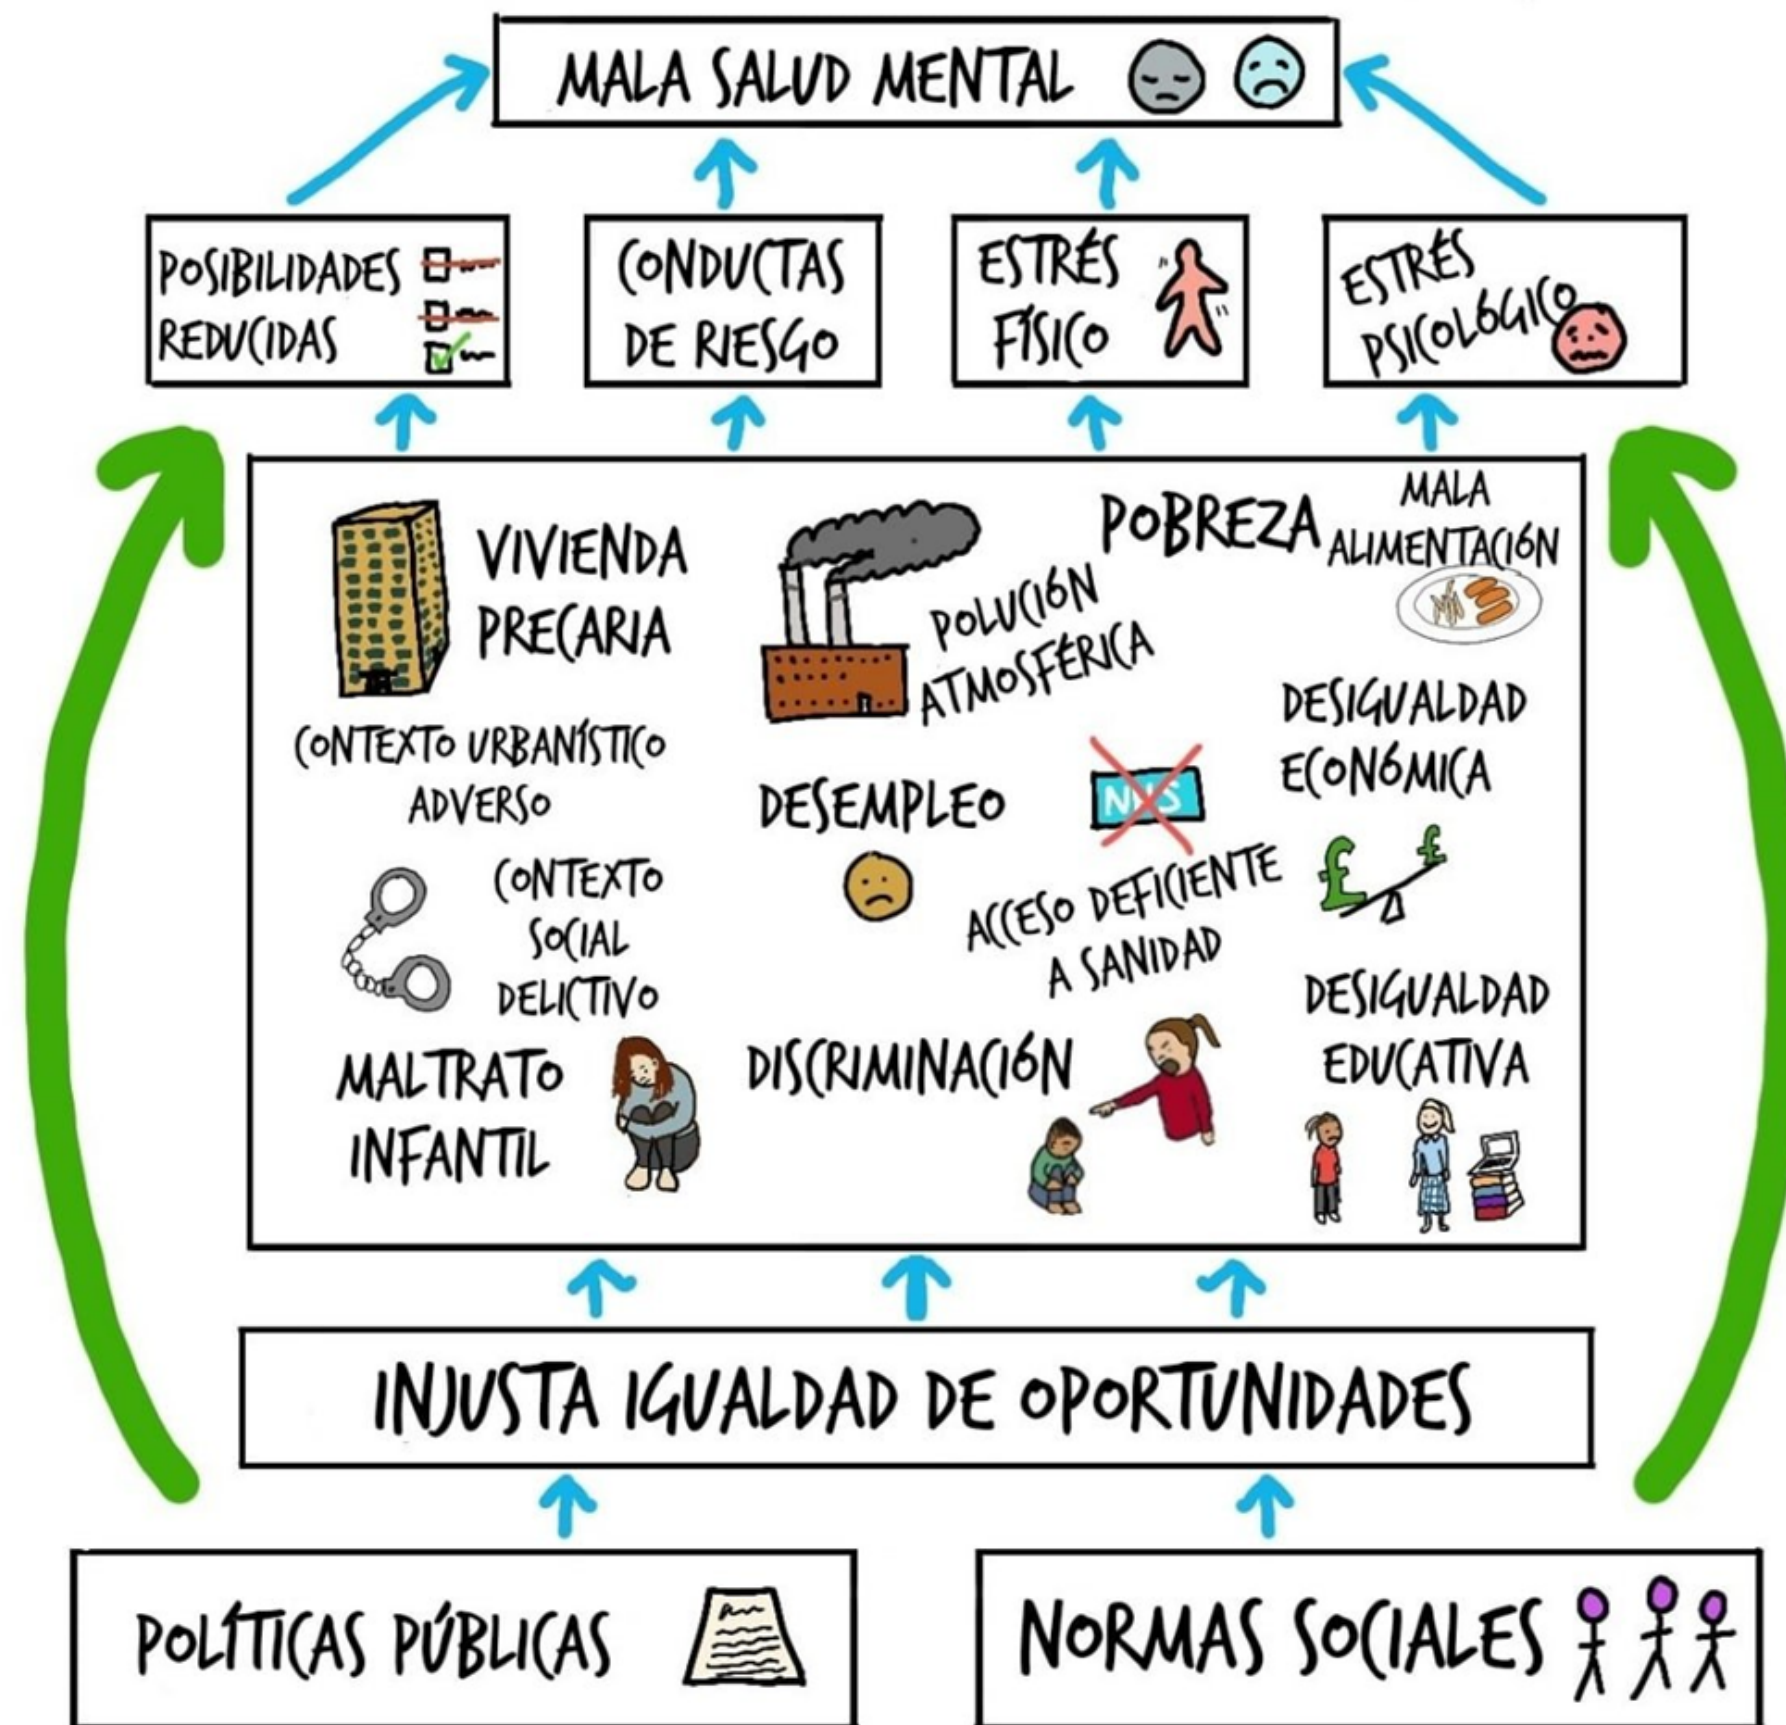 MALA SALUD MENTAL
POSIBILIDADES
REDUCIDAS
CONDUCTAS
DE RIESGO
ESTRÉS
FÍSICO
ESTRÉS
PSICOLÓGICO
VIVIENDA
PRECARIA
POLUCIÓN
ATMOSFÉRICA
POBREZA
MALA
ALIMENTACIÓN
CONTEXTO URBANÍSTICO
ADVERSO
DESEMPLEO
NHS
DESIGUALDAD
ECONÓMICA
£ £
CONTEXTO
SOCIAL
DELICTIVO
ACCESO DEFICIENTE
A SANIDAD
MALTRATO
INFANTIL
DISCRIMINACIÓN
DESIGUALDAD
EDUCATIVA
INJUSTA IGUALDAD DE OPORTUNIDADES
POLÍTICAS PÚBLICAS
NORMAS SOCIALES